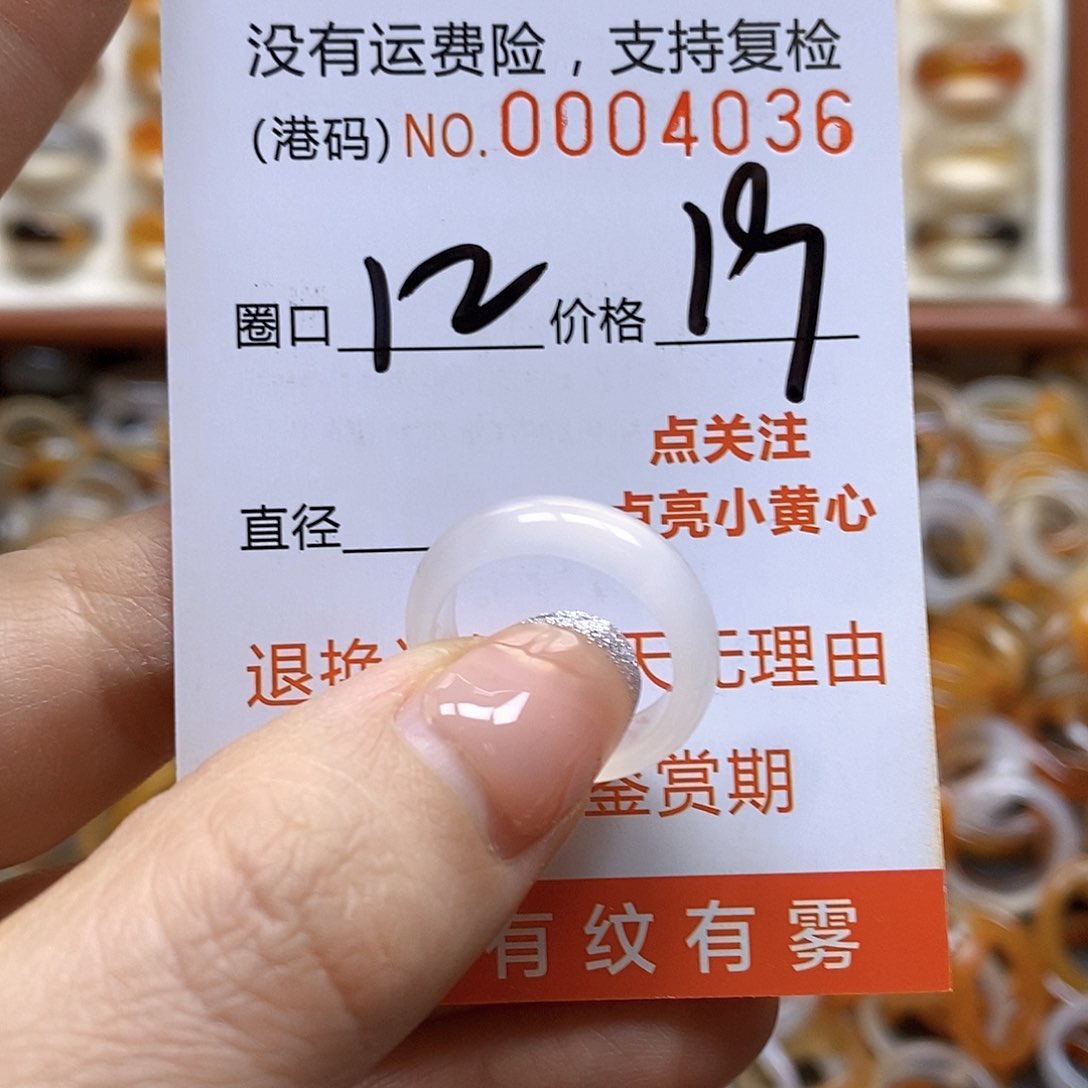 没有运费险，支持复检
(港码) NO. 0004036
圈口 12 价格 19
点关注
点亮小黄心
直径
退换 天无理由
鉴赏期
有纹有雾